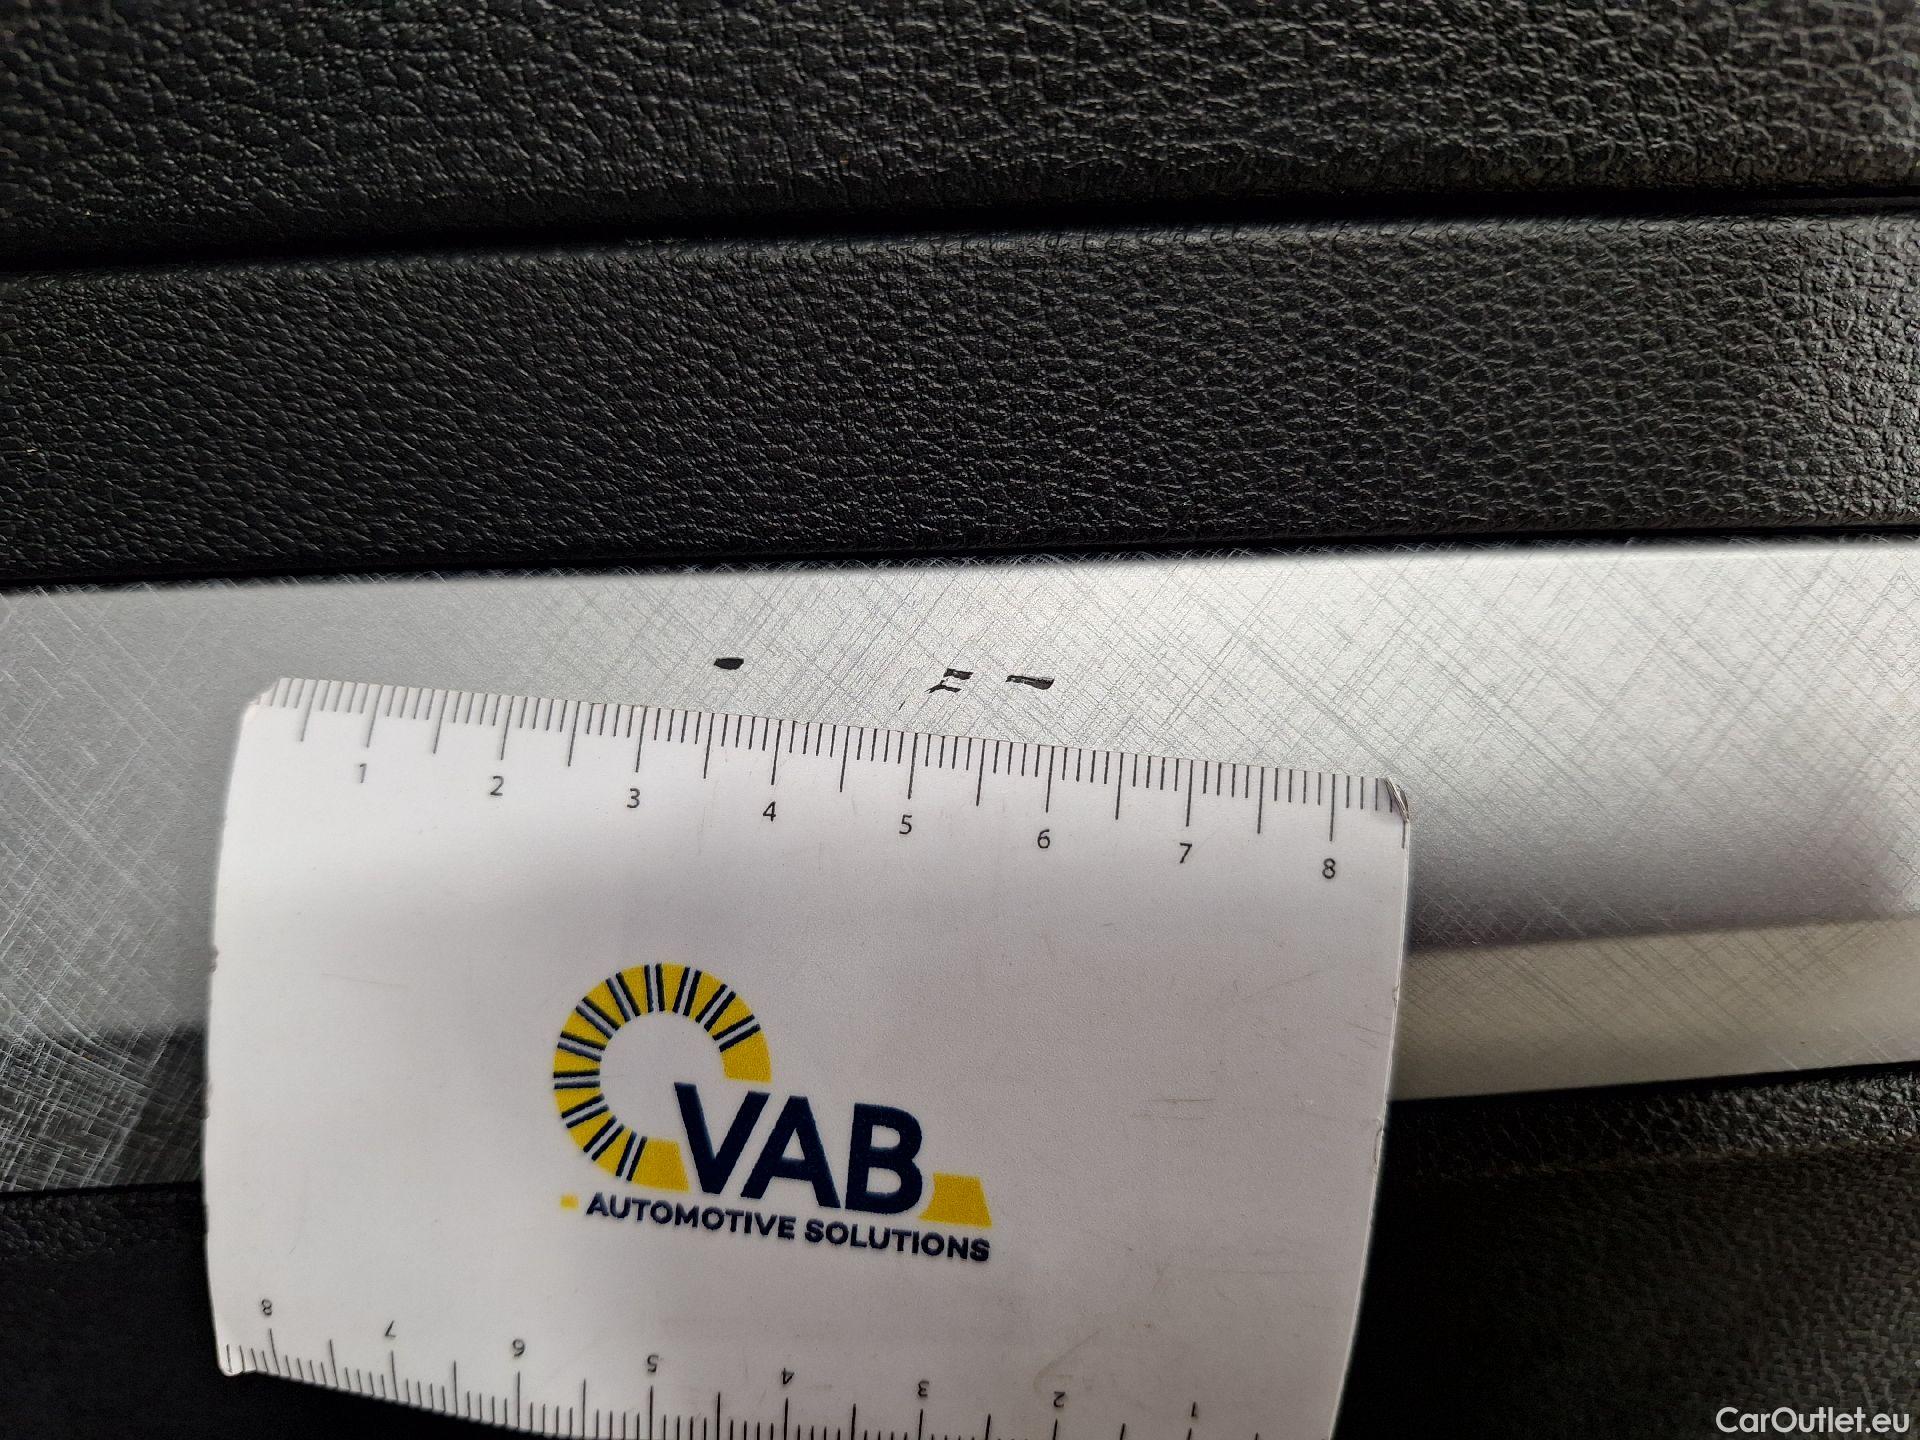 1 2 3 4 5 6 7 8
VAB
AUTOMOTIVE SOLUTIONS
8 7 6 5 4 3 2 1
CarOutlet.eu